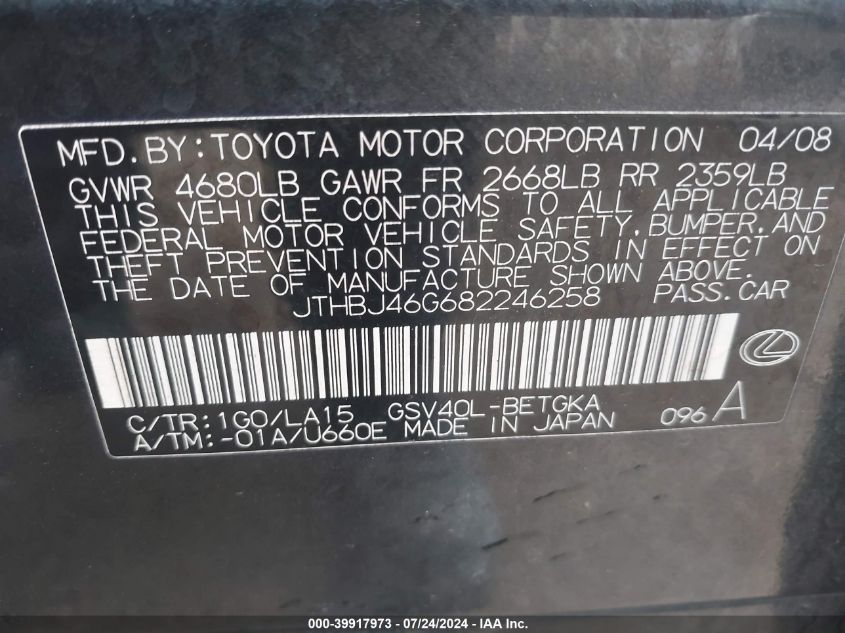 MFD.BY:TOYOTA MOTOR CORPORATION 04/08
GVWR 4680LB GAWR FR 2668LB RR 2359LB
THIS VEHICLE CONFORMS TO ALL APPLICABLE
FEDERAL MOTOR VEHICLE SAFETY,BUMPER,AND
THEFT PREVENTION STANDARDS IN EFFECT ON
THE DATE OF MANUFACTURE SHOWN ABOVE.
JTHBJ46G682246258 PASS.CAR
C/TR:1G0/LA15 GSV40L-BETGKA
A/TM:-01A/U660E MADE IN JAPAN 096 A
000-39917973 - 07/24/2024 - IAA Inc.